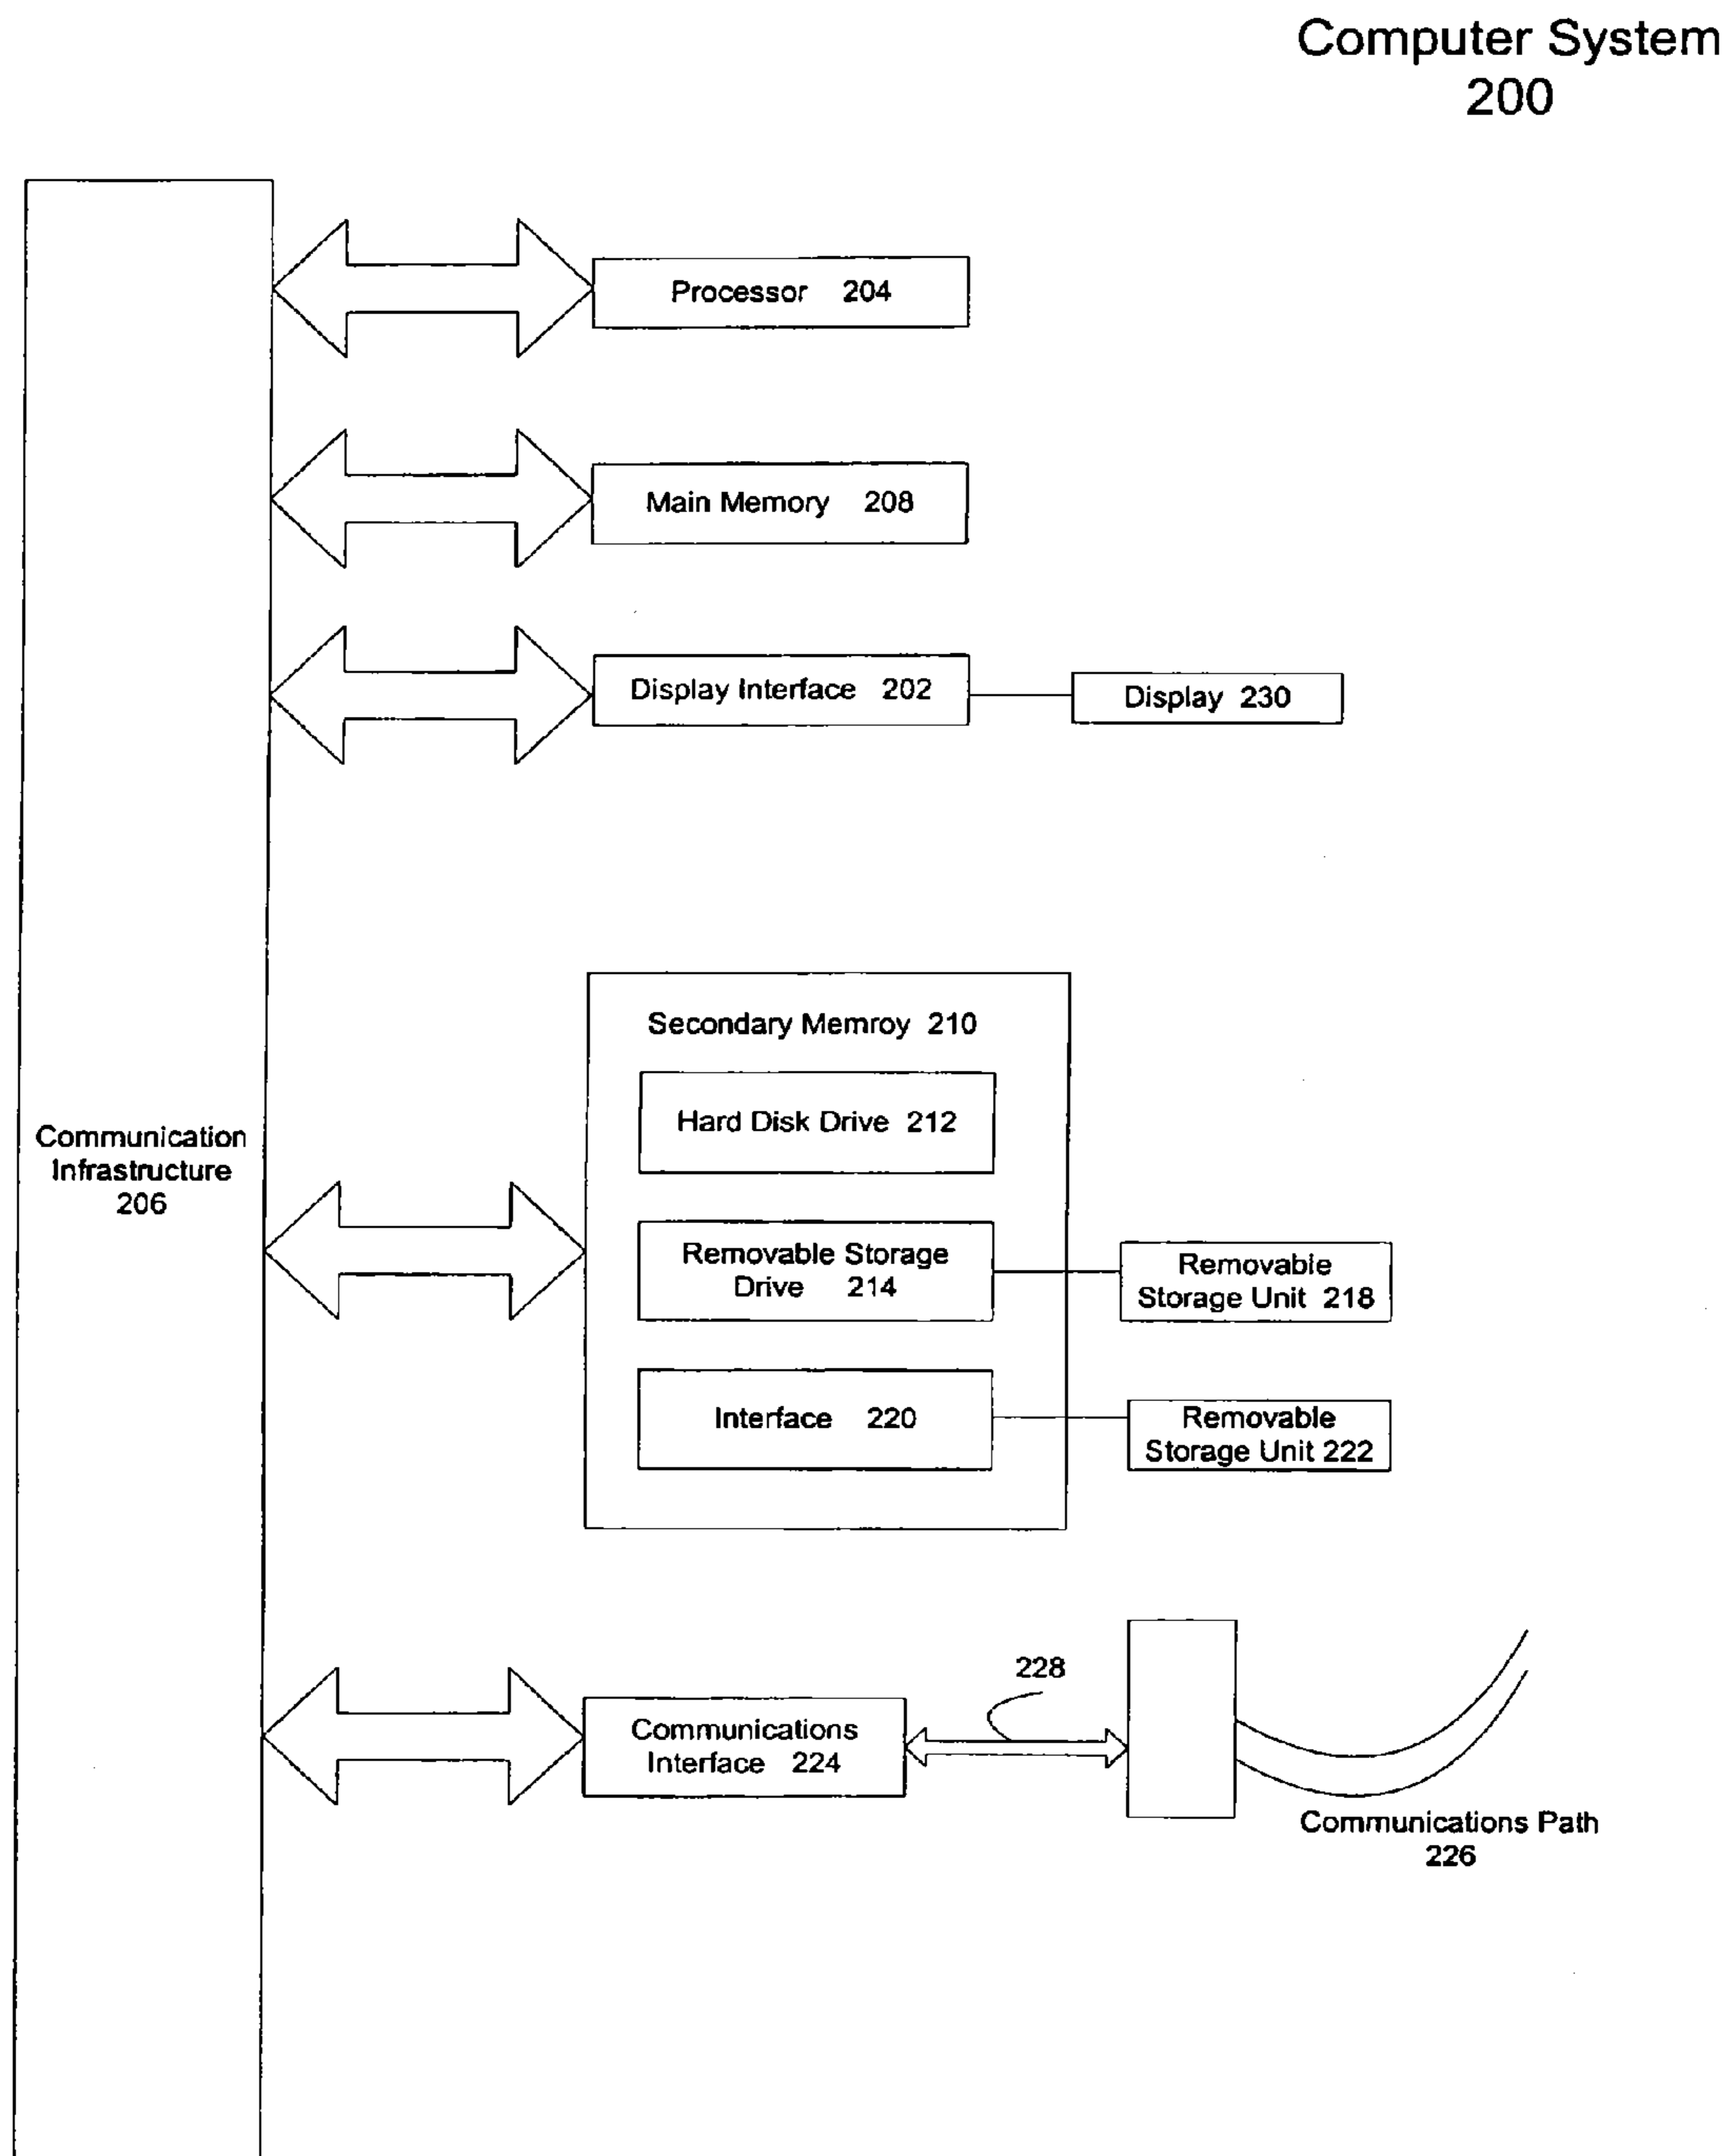 Computer System
200
Processor 204
Main Memory 208
Display Interface 202
Display 230
Secondary Memroy 210
Hard Disk Drive 212
Communication
Infrastructure
206
Removable Storage
Drive 214
Removable
Storage Unit 218
Interface 220
Removable
Storage Unit 222
228
Communications
Interface 224
Communications Path
226